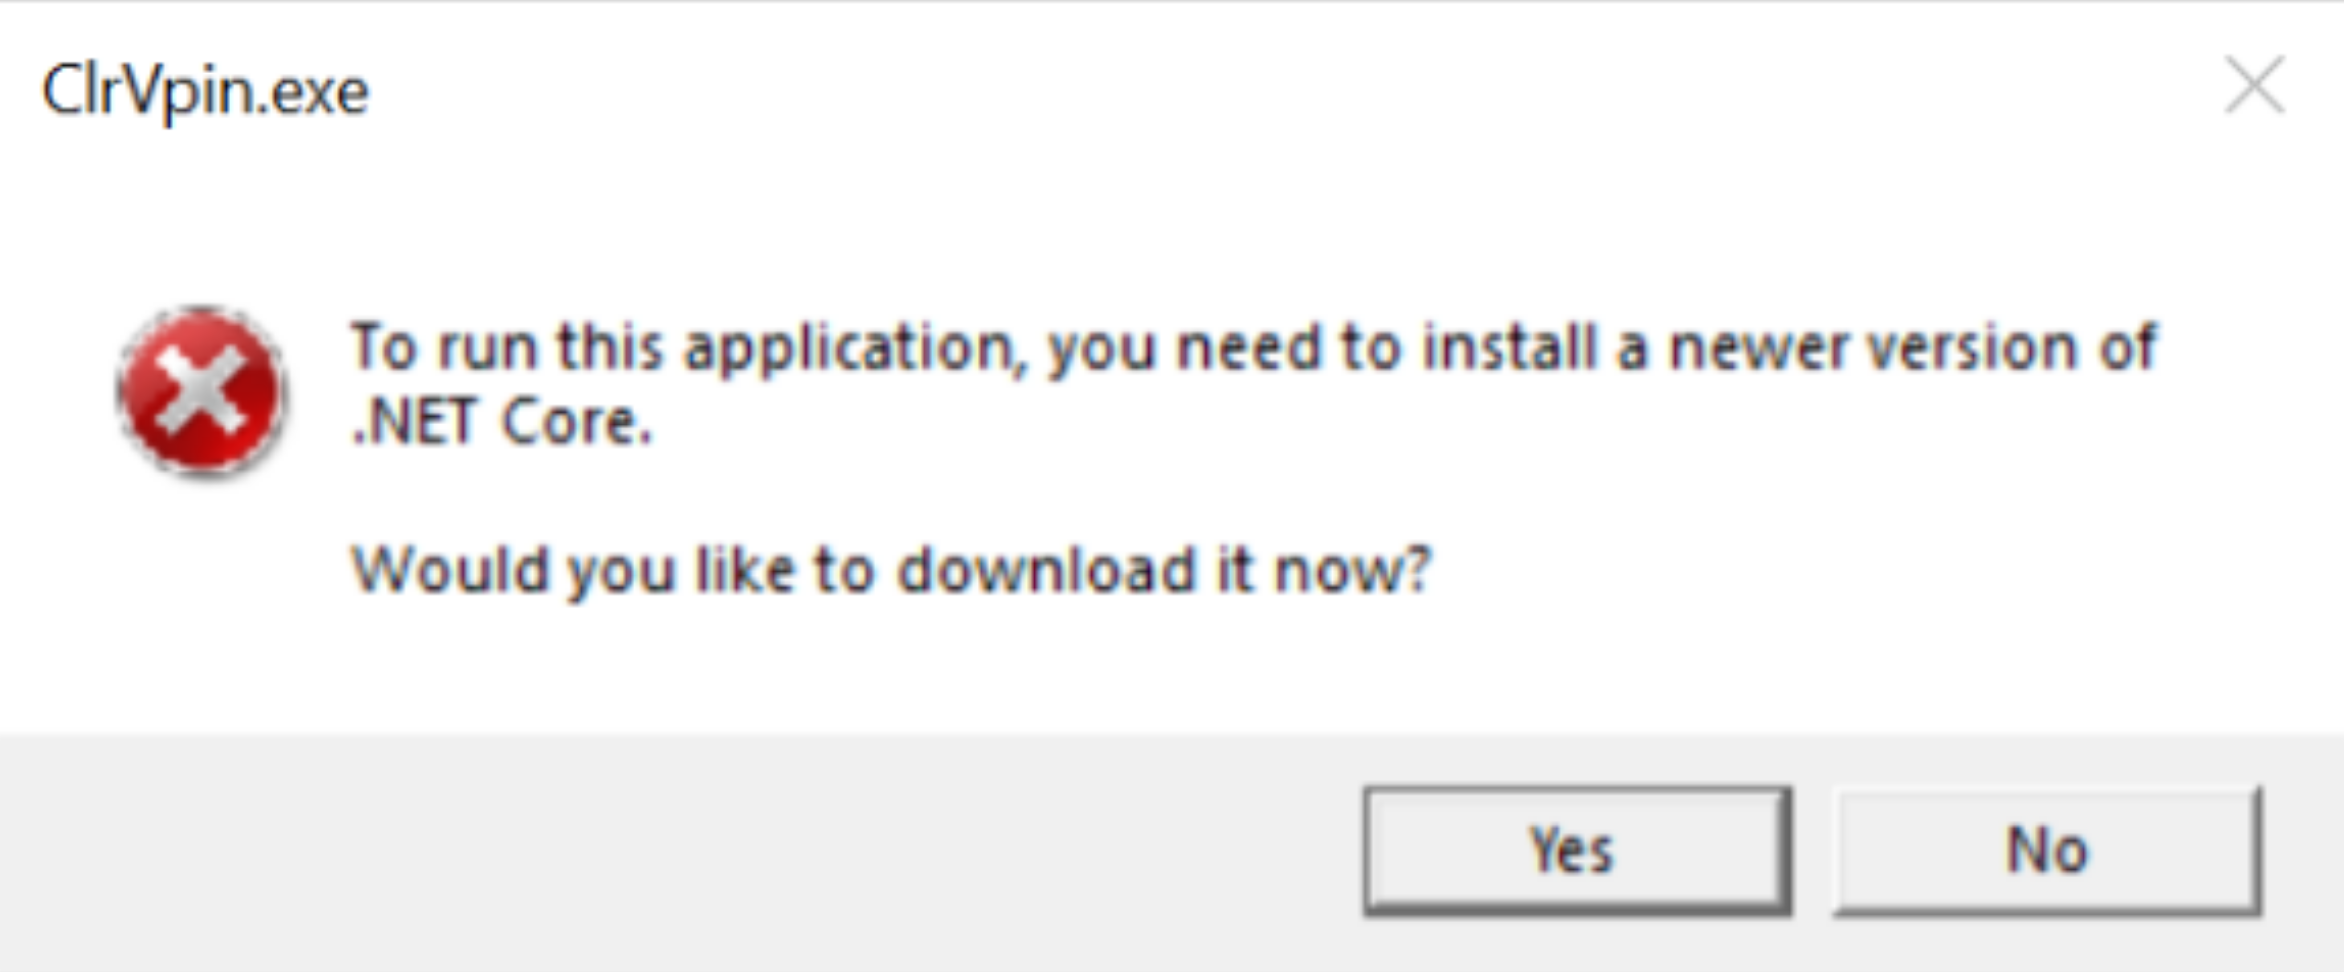 ClrVpin.exe
To run this application, you need to install a newer version of
.NET Core.
Would you like to download it now?
Yes No